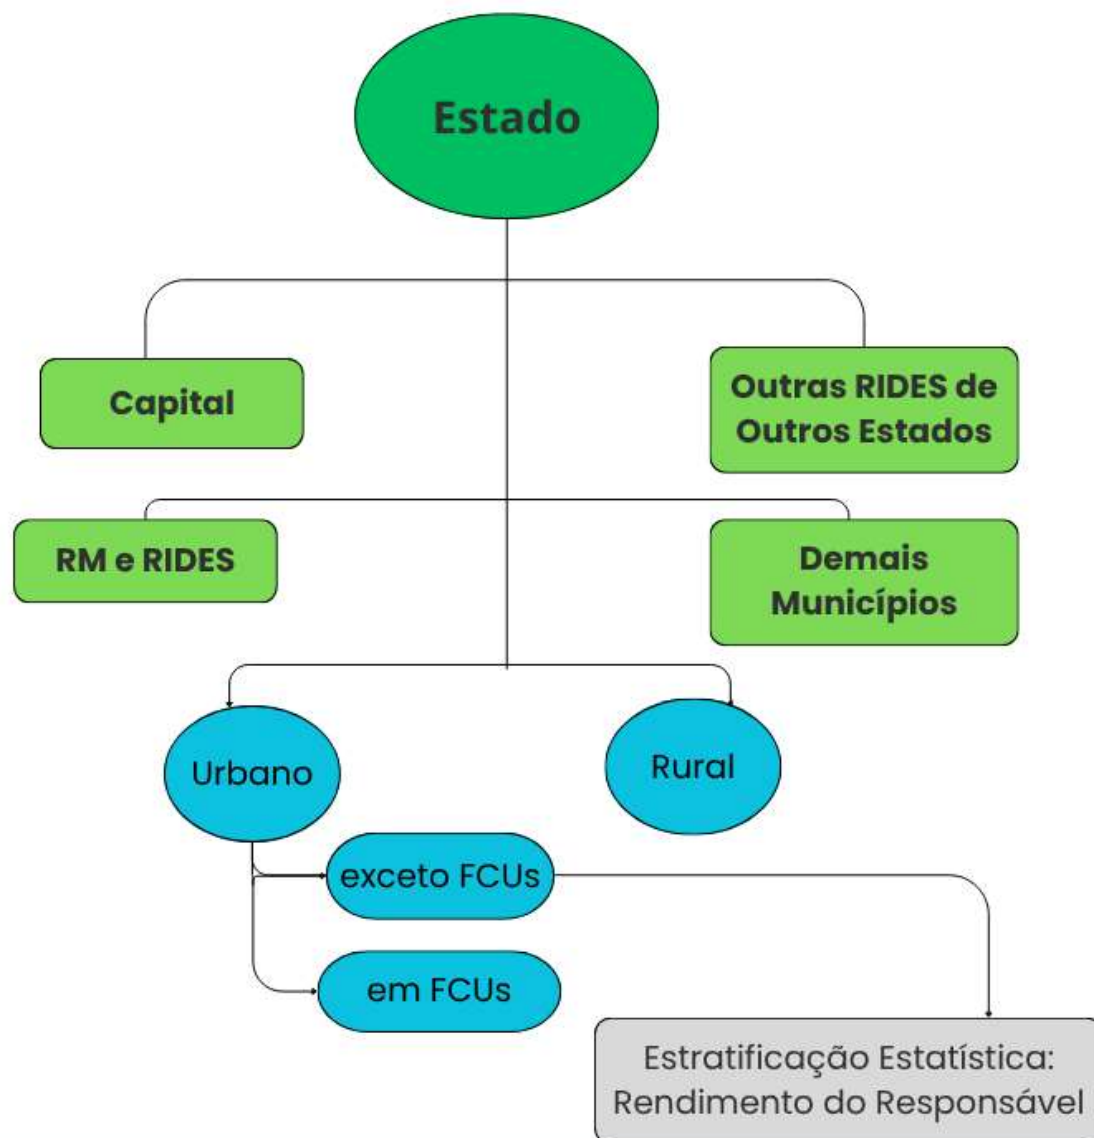 Estado
Capital
Outras RIDES de
Outros Estados
RM e RIDES
Demais
Municípios
Urbano
Rural
exceto FCUs
em FCUs
Estratificação Estatística:
Rendimento do Responsável